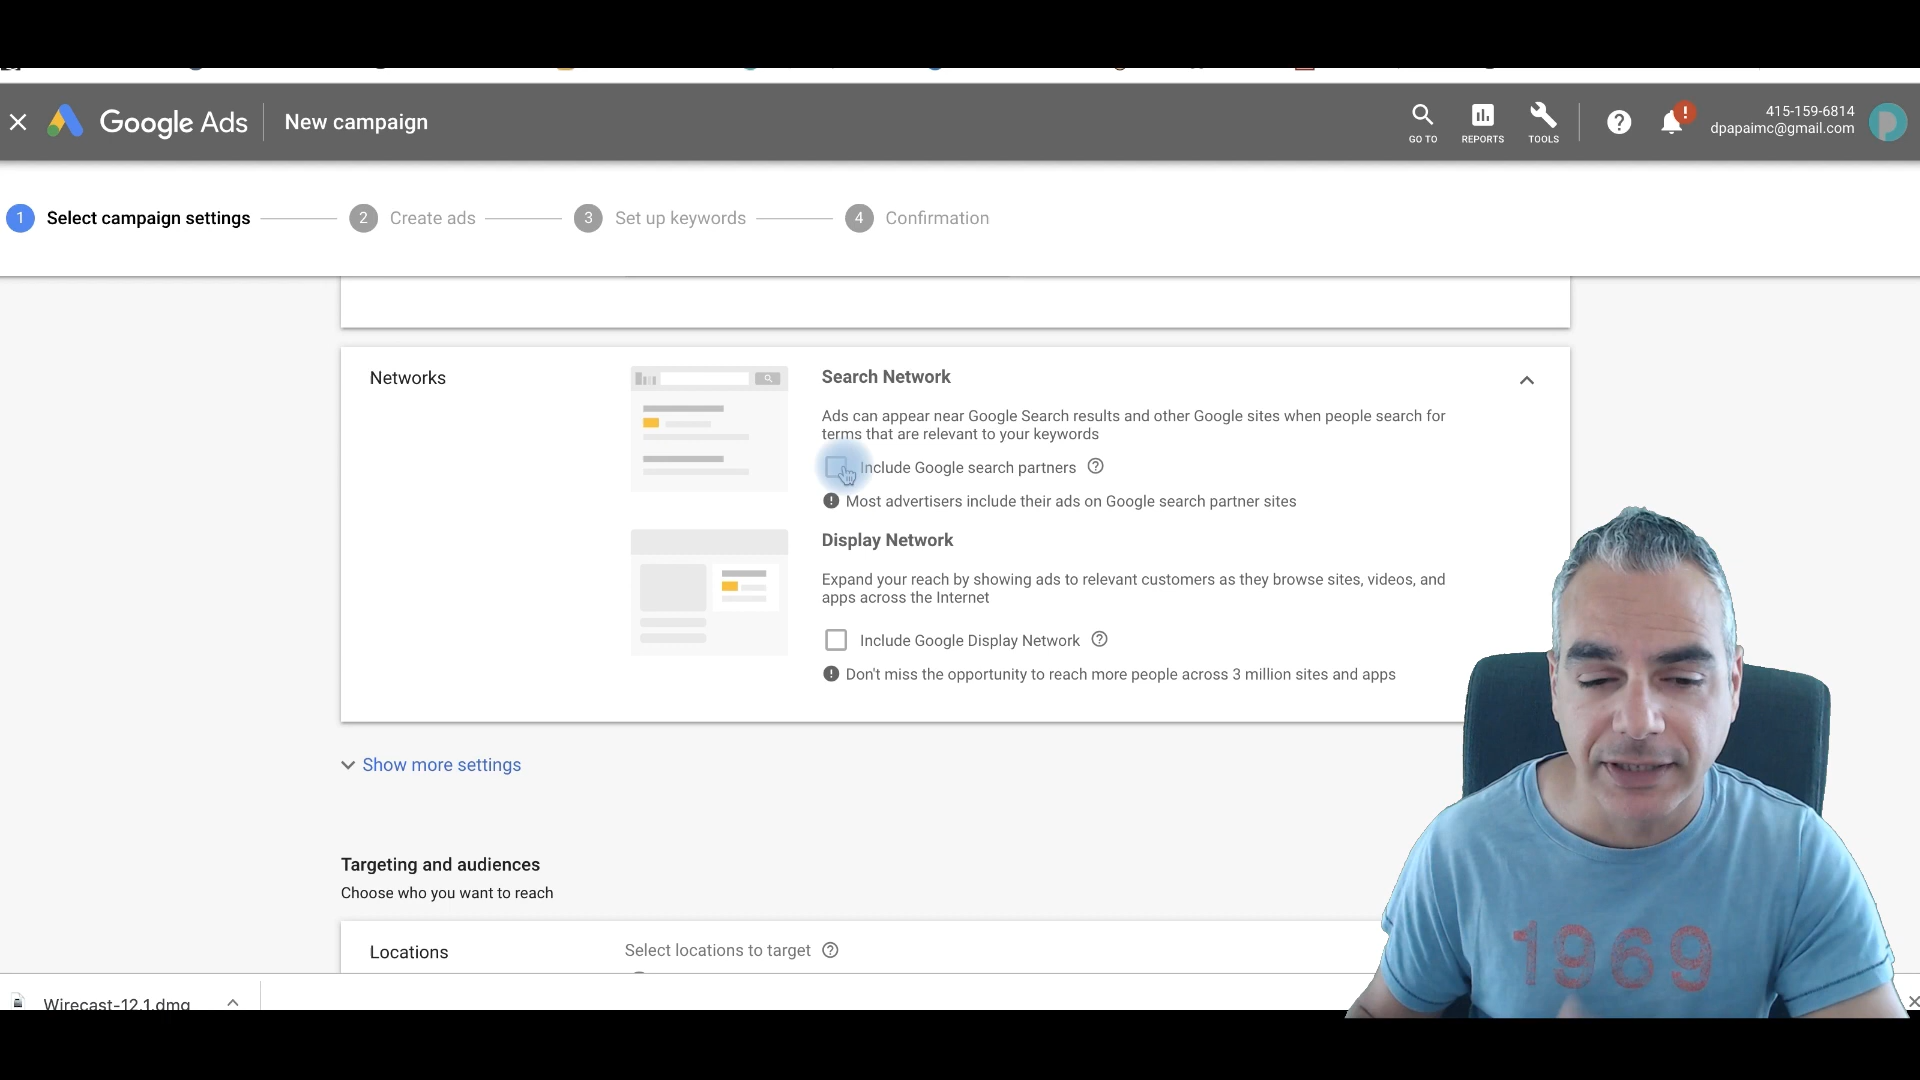 Google Ads
New campaign
GO TO
REPORTS
TOOLS
415-159-6814
dpapaimc@gmail.com
1 Select campaign settings
2 Create ads
3 Set up keywords
4 Confirmation
Networks
Search Network
Ads can appear near Google Search results and other Google sites when people search for
terms that are relevant to your keywords
Include Google search partners
Most advertisers include their ads on Google search partner sites
Display Network
Expand your reach by showing ads to relevant customers as they browse sites, videos, and
apps across the Internet
Include Google Display Network
Don't miss the opportunity to reach more people across 3 million sites and apps
Show more settings
Targeting and audiences
Choose who you want to reach
Locations
Select locations to target
Wirecast-12.1.dmg
1969